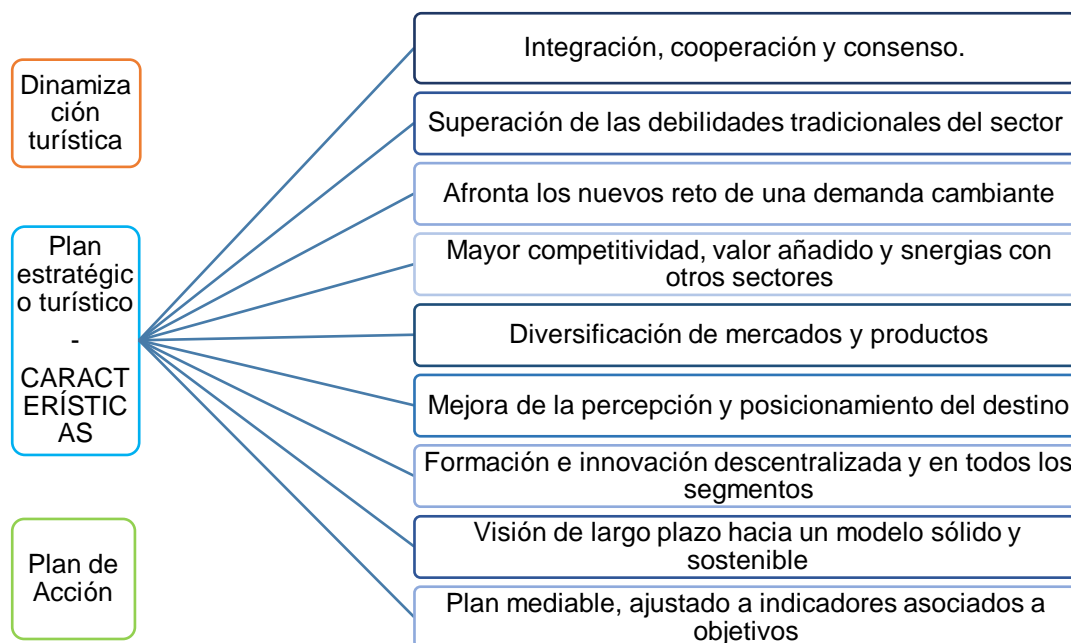 Dinamiza
ción
turística
Plan
estratégic
o turístico
-
CARACT
ERÍSTIC
AS
Plan de
Acción
Integración, cooperación y consenso.
Superación de las debilidades tradicionales del sector
Afronta los nuevos reto de una demanda cambiante
Mayor competitividad, valor añadido y snergias con
otros sectores
Diversificación de mercados y productos
Mejora de la percepción y posicionamiento del destino
Formación e innovación descentralizada y en todos los
segmentos
Visión de largo plazo hacia un modelo sólido y
sostenible
Plan mediable, ajustado a indicadores asociados a
objetivos